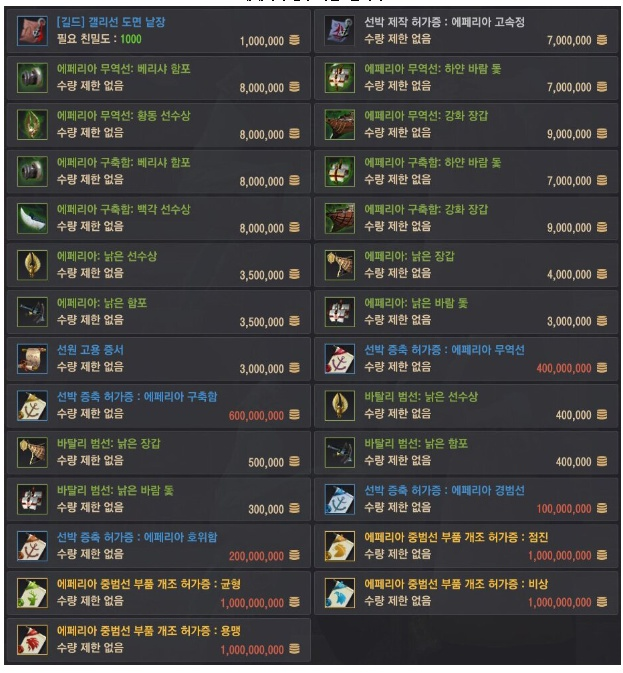 [길드] 갤리선 도면 낱장
필요 친밀도 : 1000
1,000,000
선박 제작 허가증 : 에페리아 고속정
수량 제한 없음
7,000,000
에페리아 무역선: 베리샤 함포
수량 제한 없음
8,000,000
에페리아 무역선: 하얀 바람 돛
수량 제한 없음
7,000,000
에페리아 무역선: 황동 선수상
수량 제한 없음
8,000,000
에페리아 무역선: 강화 장갑
수량 제한 없음
9,000,000
에페리아 구축함: 베리샤 함포
수량 제한 없음
8,000,000
에페리아 구축함: 하얀 바람 돛
수량 제한 없음
7,000,000
에페리아 구축함: 백각 선수상
수량 제한 없음
8,000,000
에페리아 구축함: 강화 장갑
수량 제한 없음
9,000,000
에페리아: 낡은 선수상
수량 제한 없음
3,500,000
에페리아: 낡은 장갑
수량 제한 없음
4,000,000
에페리아: 낡은 함포
수량 제한 없음
3,500,000
에페리아: 낡은 바람 돛
수량 제한 없음
3,000,000
선원 고용 증서
수량 제한 없음
3,000,000
선박 증축 허가증 : 에페리아 무역선
수량 제한 없음
400,000,000
선박 증축 허가증 : 에페리아 구축함
수량 제한 없음
600,000,000
바탈리 범선: 낡은 선수상
수량 제한 없음
400,000
바탈리 범선: 낡은 장갑
수량 제한 없음
500,000
바탈리 범선: 낡은 함포
수량 제한 없음
400,000
바탈리 범선: 낡은 바람 돛
수량 제한 없음
300,000
선박 증축 허가증 : 에페리아 경범선
수량 제한 없음
100,000,000
선박 증축 허가증 : 에페리아 호위함
수량 제한 없음
200,000,000
에페리아 중범선 부품 개조 허가증 : 점진
수량 제한 없음
1,000,000,000
에페리아 중범선 부품 개조 허가증 : 균형
수량 제한 없음
1,000,000,000
에페리아 중범선 부품 개조 허가증 : 비상
수량 제한 없음
1,000,000,000
에페리아 중범선 부품 개조 허가증 : 용맹
수량 제한 없음
1,000,000,000